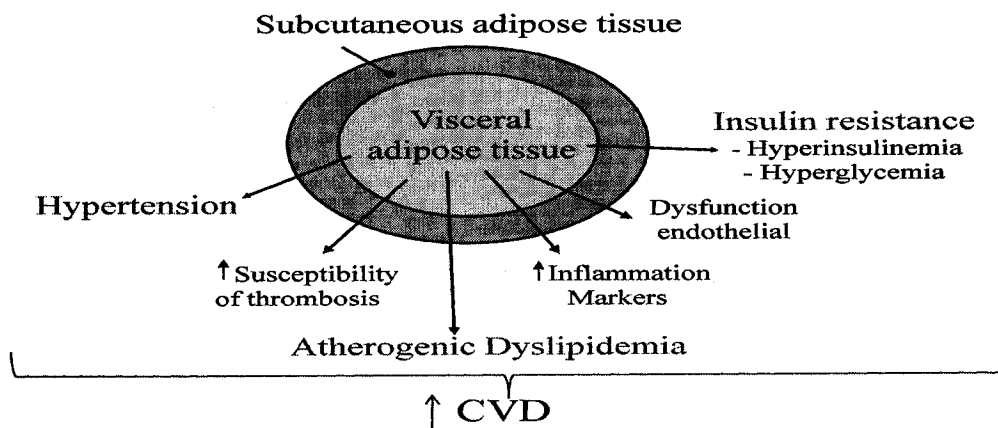 Subcutaneous adipose tissue
Visceral
adipose tissue
Insulin resistance
- Hyperinsulinemia
- Hyperglycemia
Hypertension
Dysfunction
endothelial
↑ Susceptibility
of thrombosis
↑ Inflammation
Markers
Atherogenic Dyslipidemia
↑ CVD